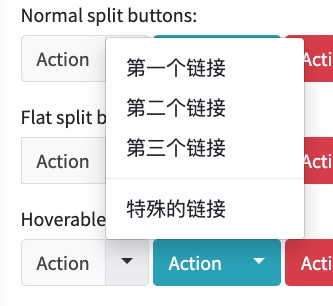 Normal split buttons:
Action
Acti
第一个链接
第二个链接
第三个链接
特殊的链接
Flat split b
Action
Acti
Hoverable
Action
Action
Acti